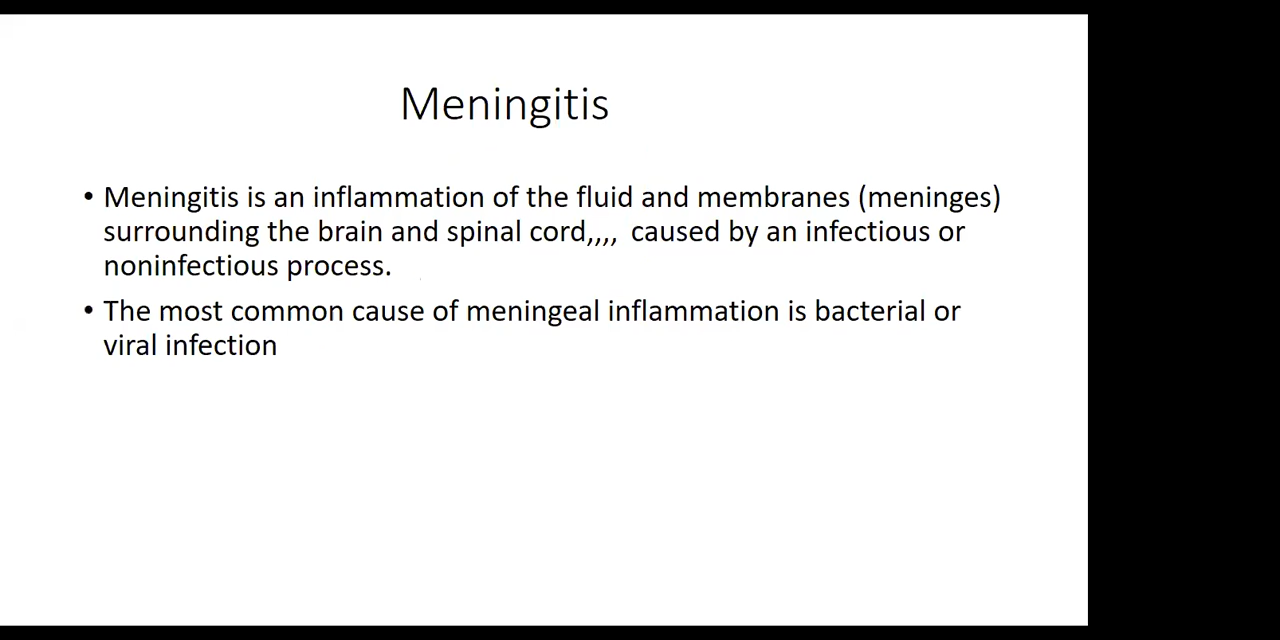 Meningitis
• Meningitis is an inflammation of the fluid and membranes (meninges)
surrounding the brain and spinal cord,,,, caused by an infectious or
noninfectious process.
• The most common cause of meningeal inflammation is bacterial or
viral infection